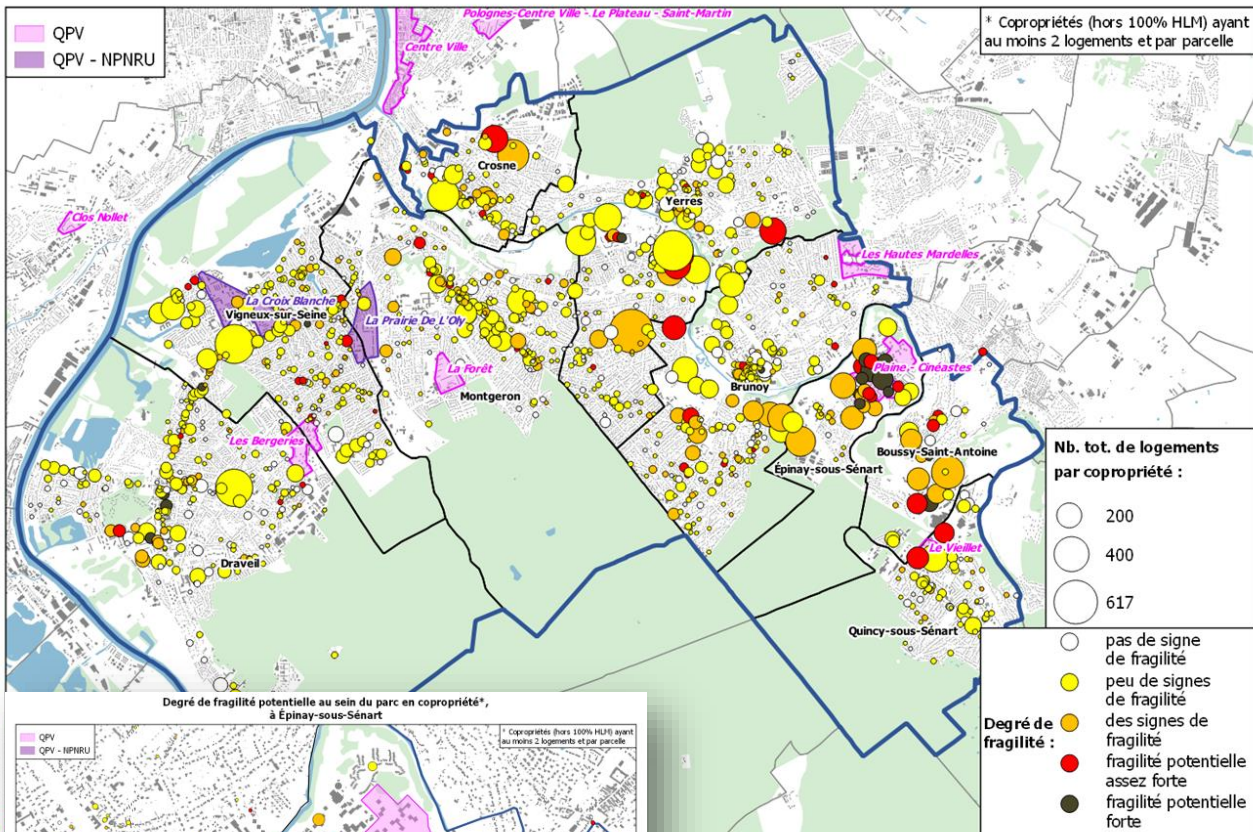 Polognes-Centre Ville - Le Plateau - Saint-Martin
QPV
QPV - NPNRU
Centre Ville
* Copropriétés (hors 100% HLM) ayant
au moins 2 logements et par parcelle
Crosne
Yerres
Clos Nollet
Les Hautes Mardelles
La Croix Blanche
Vigneux-sur-Seine
La Prairie De L'Oly
La Forêt
Montgeron
Brunoy
Plaine - Cinéastes
Les Bergeries
Épinay-sous-Sénart
Boussy-Saint-Antoine
Draveil
Le Vieillet
Quincy-sous-Sénart
Nb. tot. de logements
par copropriété :
200
400
617
Degré de
fragilité :
pas de signe
de fragilité
peu de signes
de fragilité
des signes de
fragilité
fragilité potentielle
assez forte
fragilité potentielle
forte
Degré de fragilité potentielle au sein du parc en copropriété*,
à Épinay-sous-Sénart
QPV
QPV - NPNRU
* Copropriétés (hors 100% HLM) ayant
au moins 2 logements et par parcelle